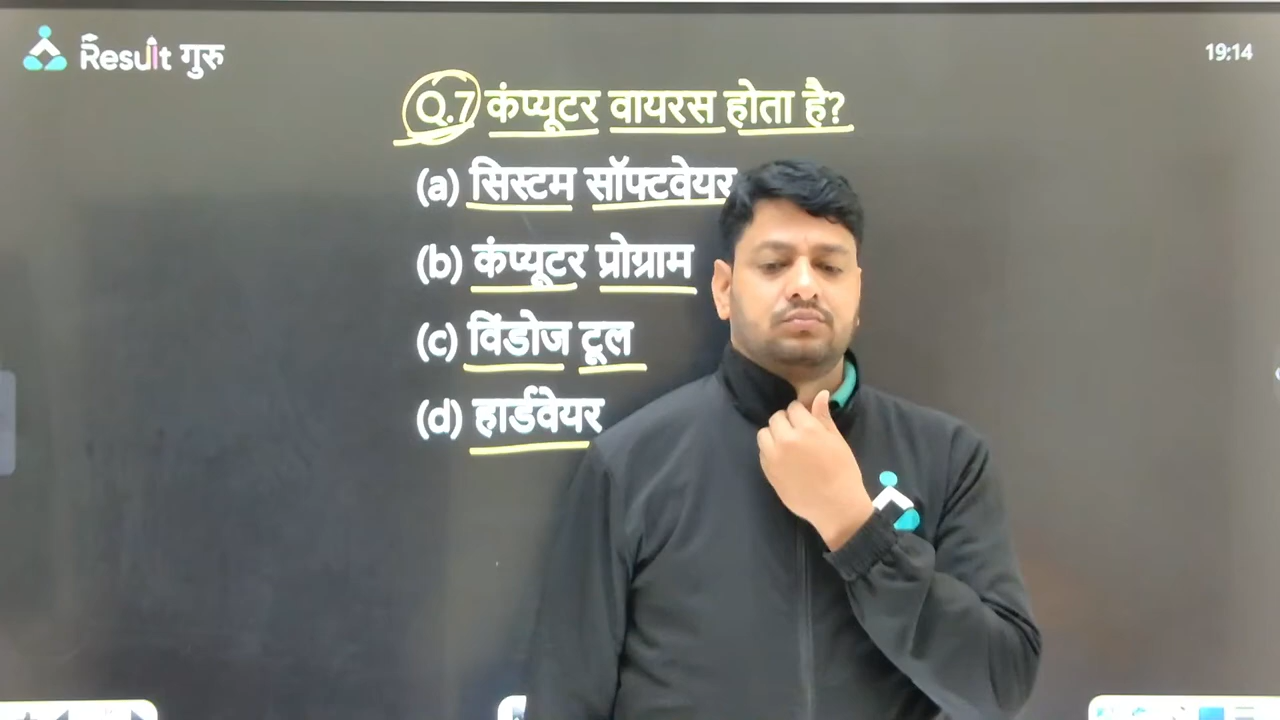 Result गुरु
19:14
Q.7 कंप्यूटर वायरस होता है?
(a) सिस्टम सॉफ्टवेयर
(b) कंप्यूटर प्रोग्राम
(c) विंडोज टूल
(d) हार्डवेयर